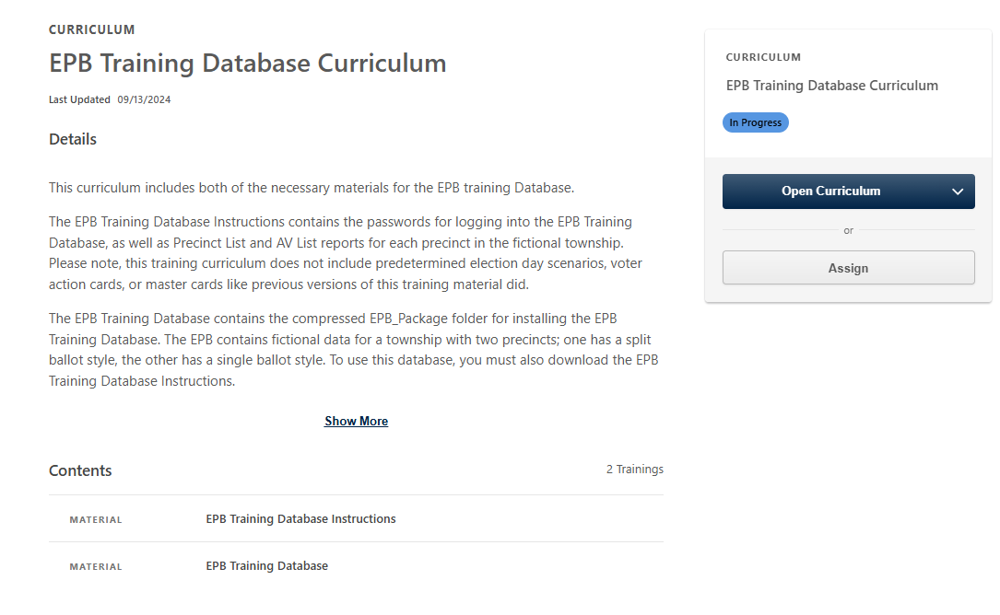 CURRICULUM
EPB Training Database Curriculum
Last Updated 09/13/2024
Details
This curriculum includes both of the necessary materials for the EPB training Database.
The EPB Training Database Instructions contains the passwords for logging into the EPB Training
Database, as well as Precinct List and AV List reports for each precinct in the fictional township.
Please note, this training curriculum does not include predetermined election day scenarios, voter
action cards, or master cards like previous versions of this training material did.
The EPB Training Database contains the compressed EPB_Package folder for installing the EPB
Training Database. The EPB contains fictional data for a township with two precincts; one has a split
ballot style, the other has a single ballot style. To use this database, you must also download the EPB
Training Database Instructions.
Show More
Contents
2 Trainings
MATERIAL EPB Training Database Instructions
MATERIAL EPB Training Database
CURRICULUM
EPB Training Database Curriculum
In Progress
Open Curriculum
or
Assign